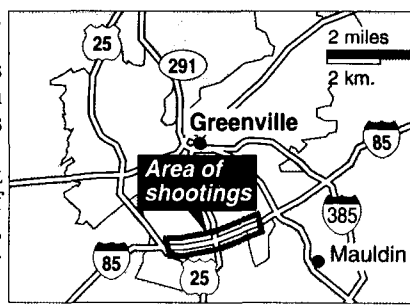 25
291
2 miles
2 km.
Greenville
85
Area of
shootings
385
Mauldin
85
25